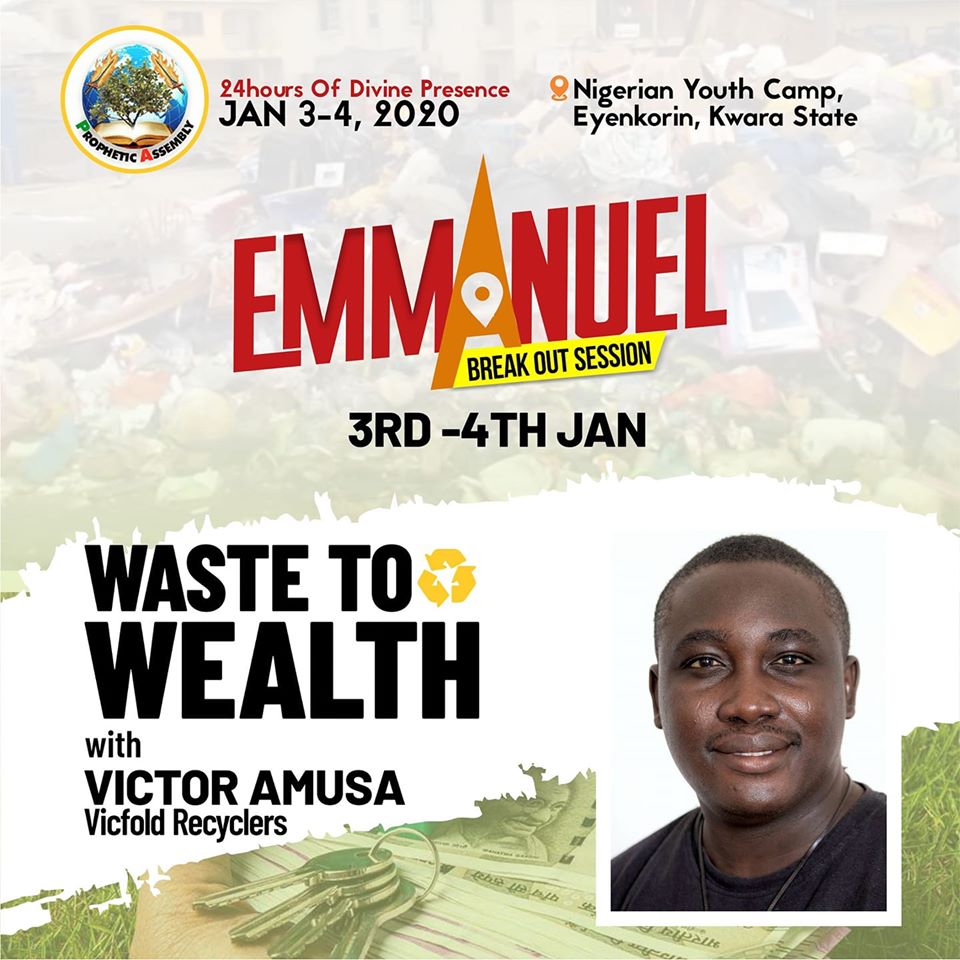 PROPHETIC ASSEMBLY
24hours Of Divine Presence
JAN 3-4, 2020
Nigerian Youth Camp,
Eyenkorin, Kwara State
EMMANUEL
BREAK OUT SESSION
3RD -4TH JAN
WASTE TO
WEALTH
with
VICTOR AMUSA
Vicfold Recyclers